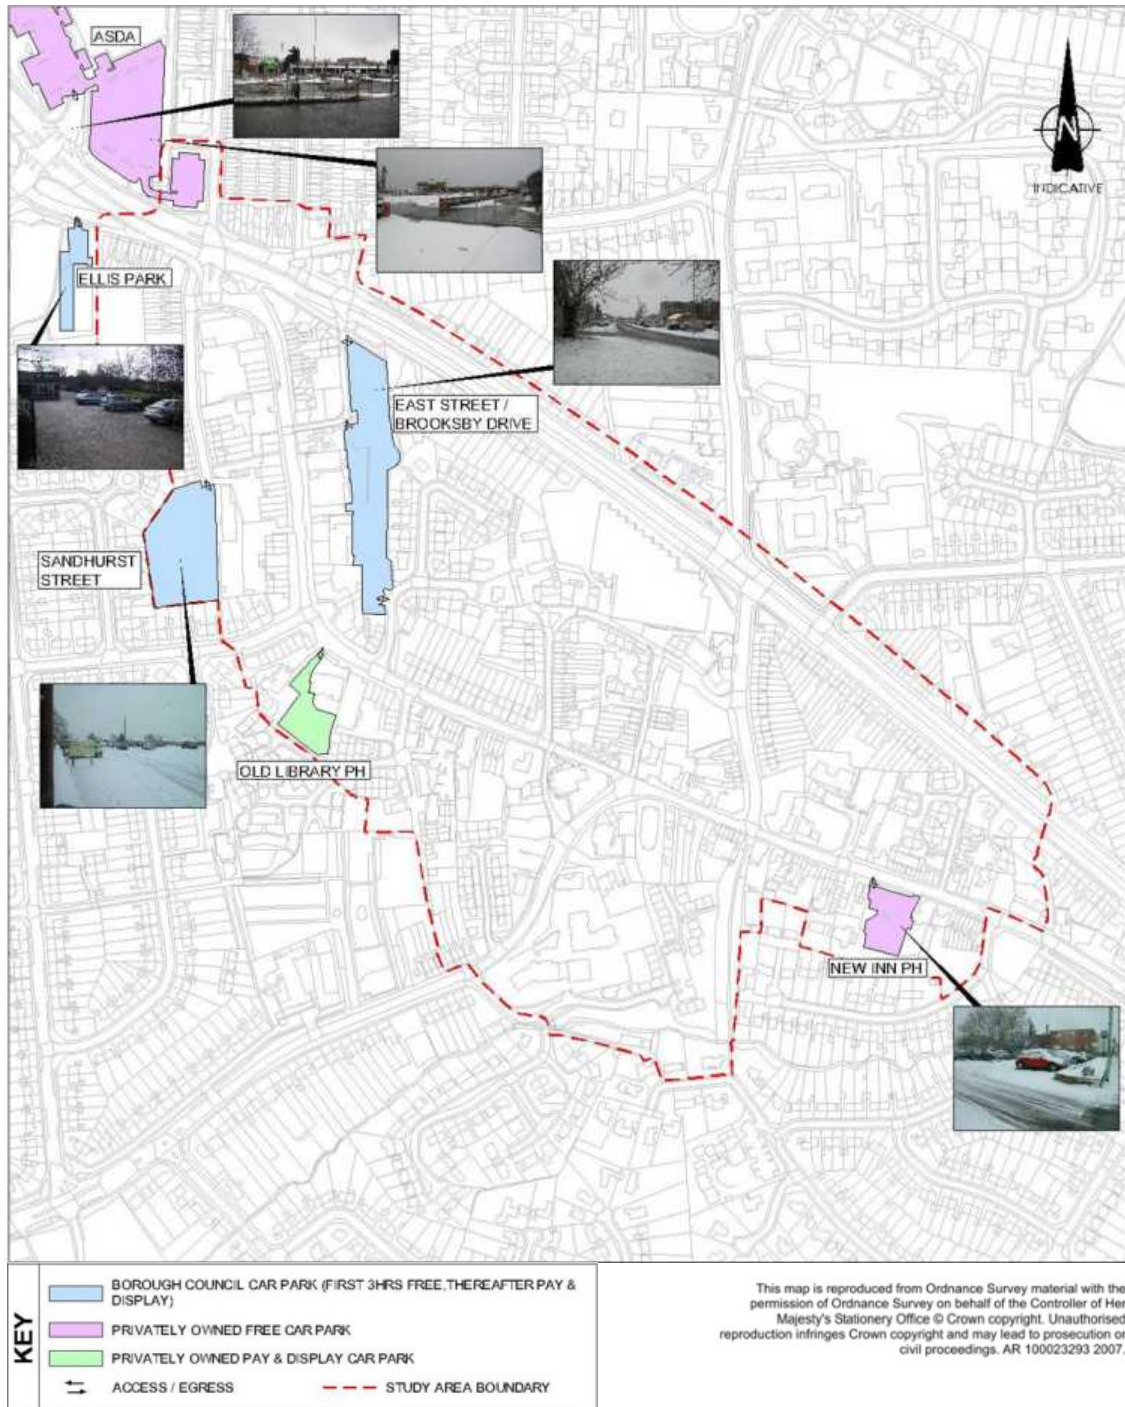 ASDA
N
INDICATIVE
ELLIS PARK
EAST STREET /
BROOKSBY DRIVE
SANDHURST
STREET
OLD LIBRARY PH
NEW INN PH
KEY
BOROUGH COUNCIL CAR PARK (FIRST 3HRS FREE,THEREAFTER PAY &
DISPLAY)
PRIVATELY OWNED FREE CAR PARK
PRIVATELY OWNED PAY & DISPLAY CAR PARK
ACCESS / EGRESS
STUDY AREA BOUNDARY
This map is reproduced from Ordnance Survey material with the
permission of Ordnance Survey on behalf of the Controller of Her
Majesty's Stationery Office © Crown copyright. Unauthorised
reproduction infringes Crown copyright and may lead to prosecution or
civil proceedings. AR 100023293 2007.